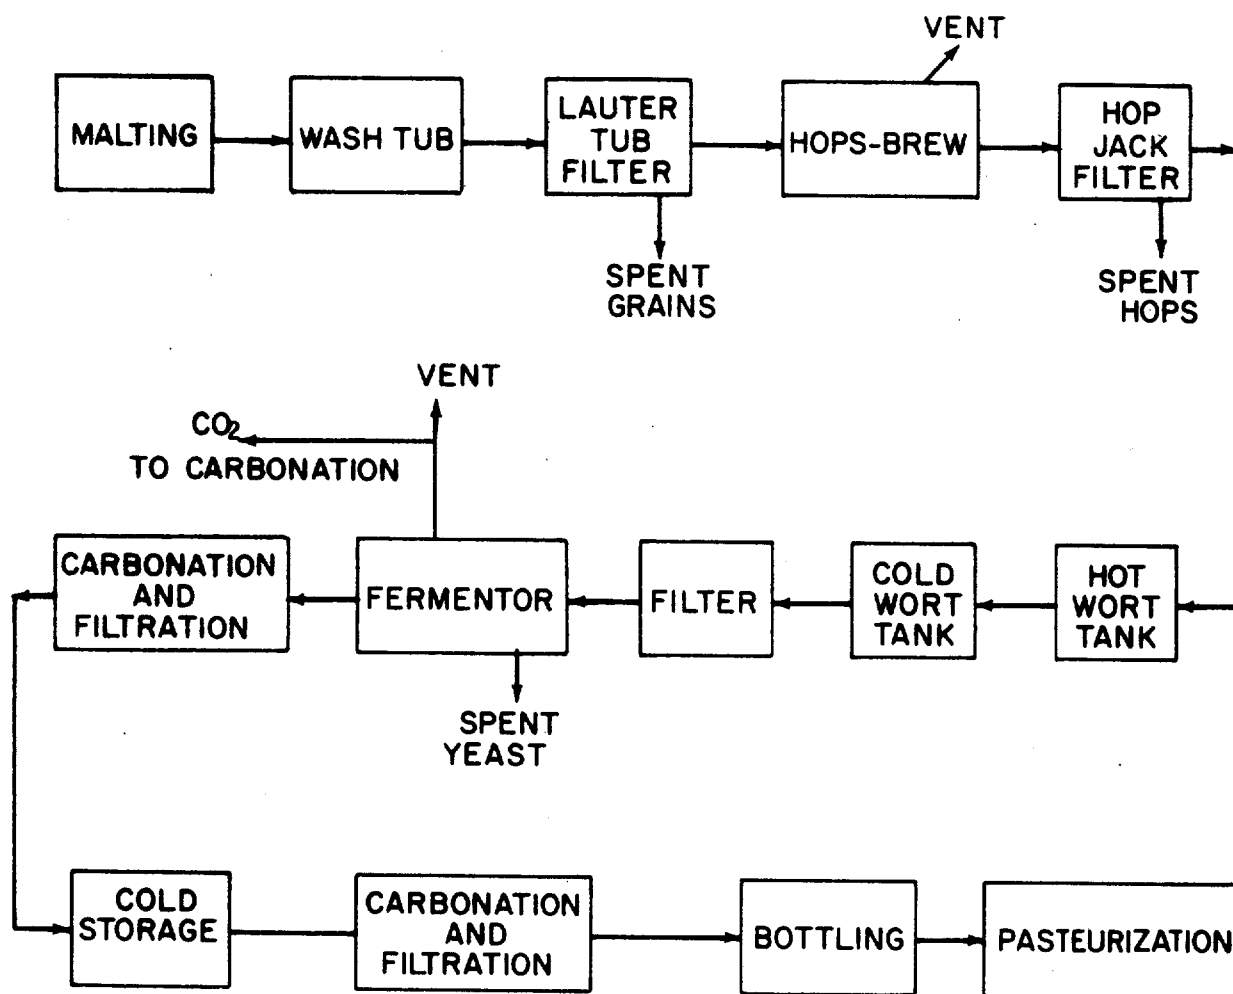 VENT
MALTING
WASH TUB
LAUTER
TUB
FILTER
HOPS-BREW
HOP
JACK
FILTER
SPENT
GRAINS
SPENT
HOPS
VENT
CO2
TO CARBONATION
CARBONATION
AND
FILTRATION
FERMENTOR
FILTER
COLD
WORT
TANK
HOT
WORT
TANK
SPENT
YEAST
COLD
STORAGE
CARBONATION
AND
FILTRATION
BOTTLING
PASTEURIZATION